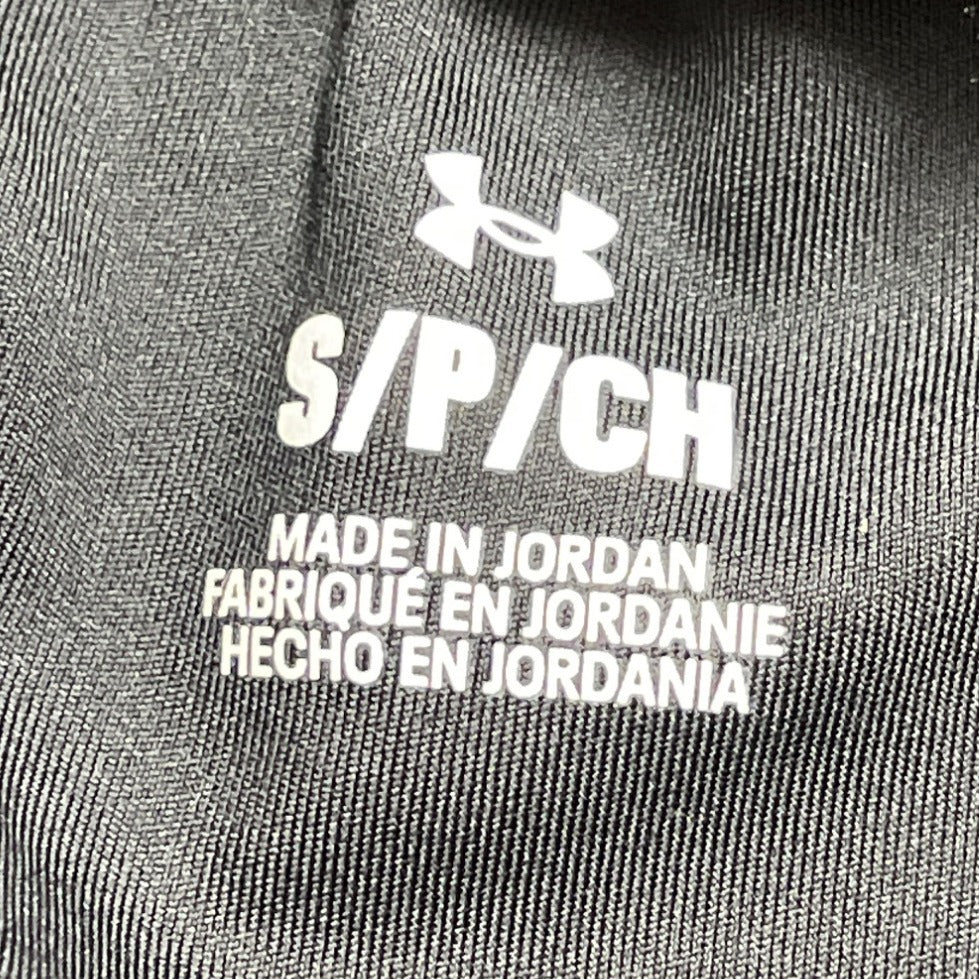 S/P/CH
MADE IN JORDAN
FABRIQUÉ EN JORDANIE
HECHO EN JORDANIA